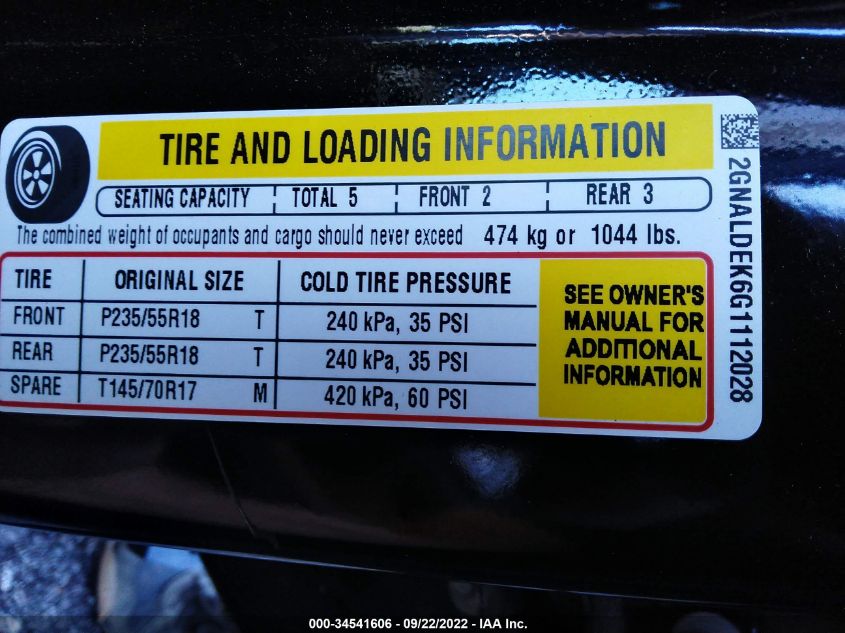 TIRE AND LOADING INFORMATION
SEATING CAPACITY TOTAL 5 FRONT 2 REAR 3
The combined weight of occupants and cargo should never exceed 474 kg or 1044 lbs.
TIRE ORIGINAL SIZE COLD TIRE PRESSURE
FRONT P235/55R18 T 240 kPa, 35 PSI
REAR P235/55R18 T 240 kPa, 35 PSI
SPARE T145/70R17 M 420 kPa, 60 PSI
SEE OWNER'S
MANUAL FOR
ADDITIONAL
INFORMATION
2GNALDEK6G1112028
000-34541606 - 09/22/2022 - IAA Inc.